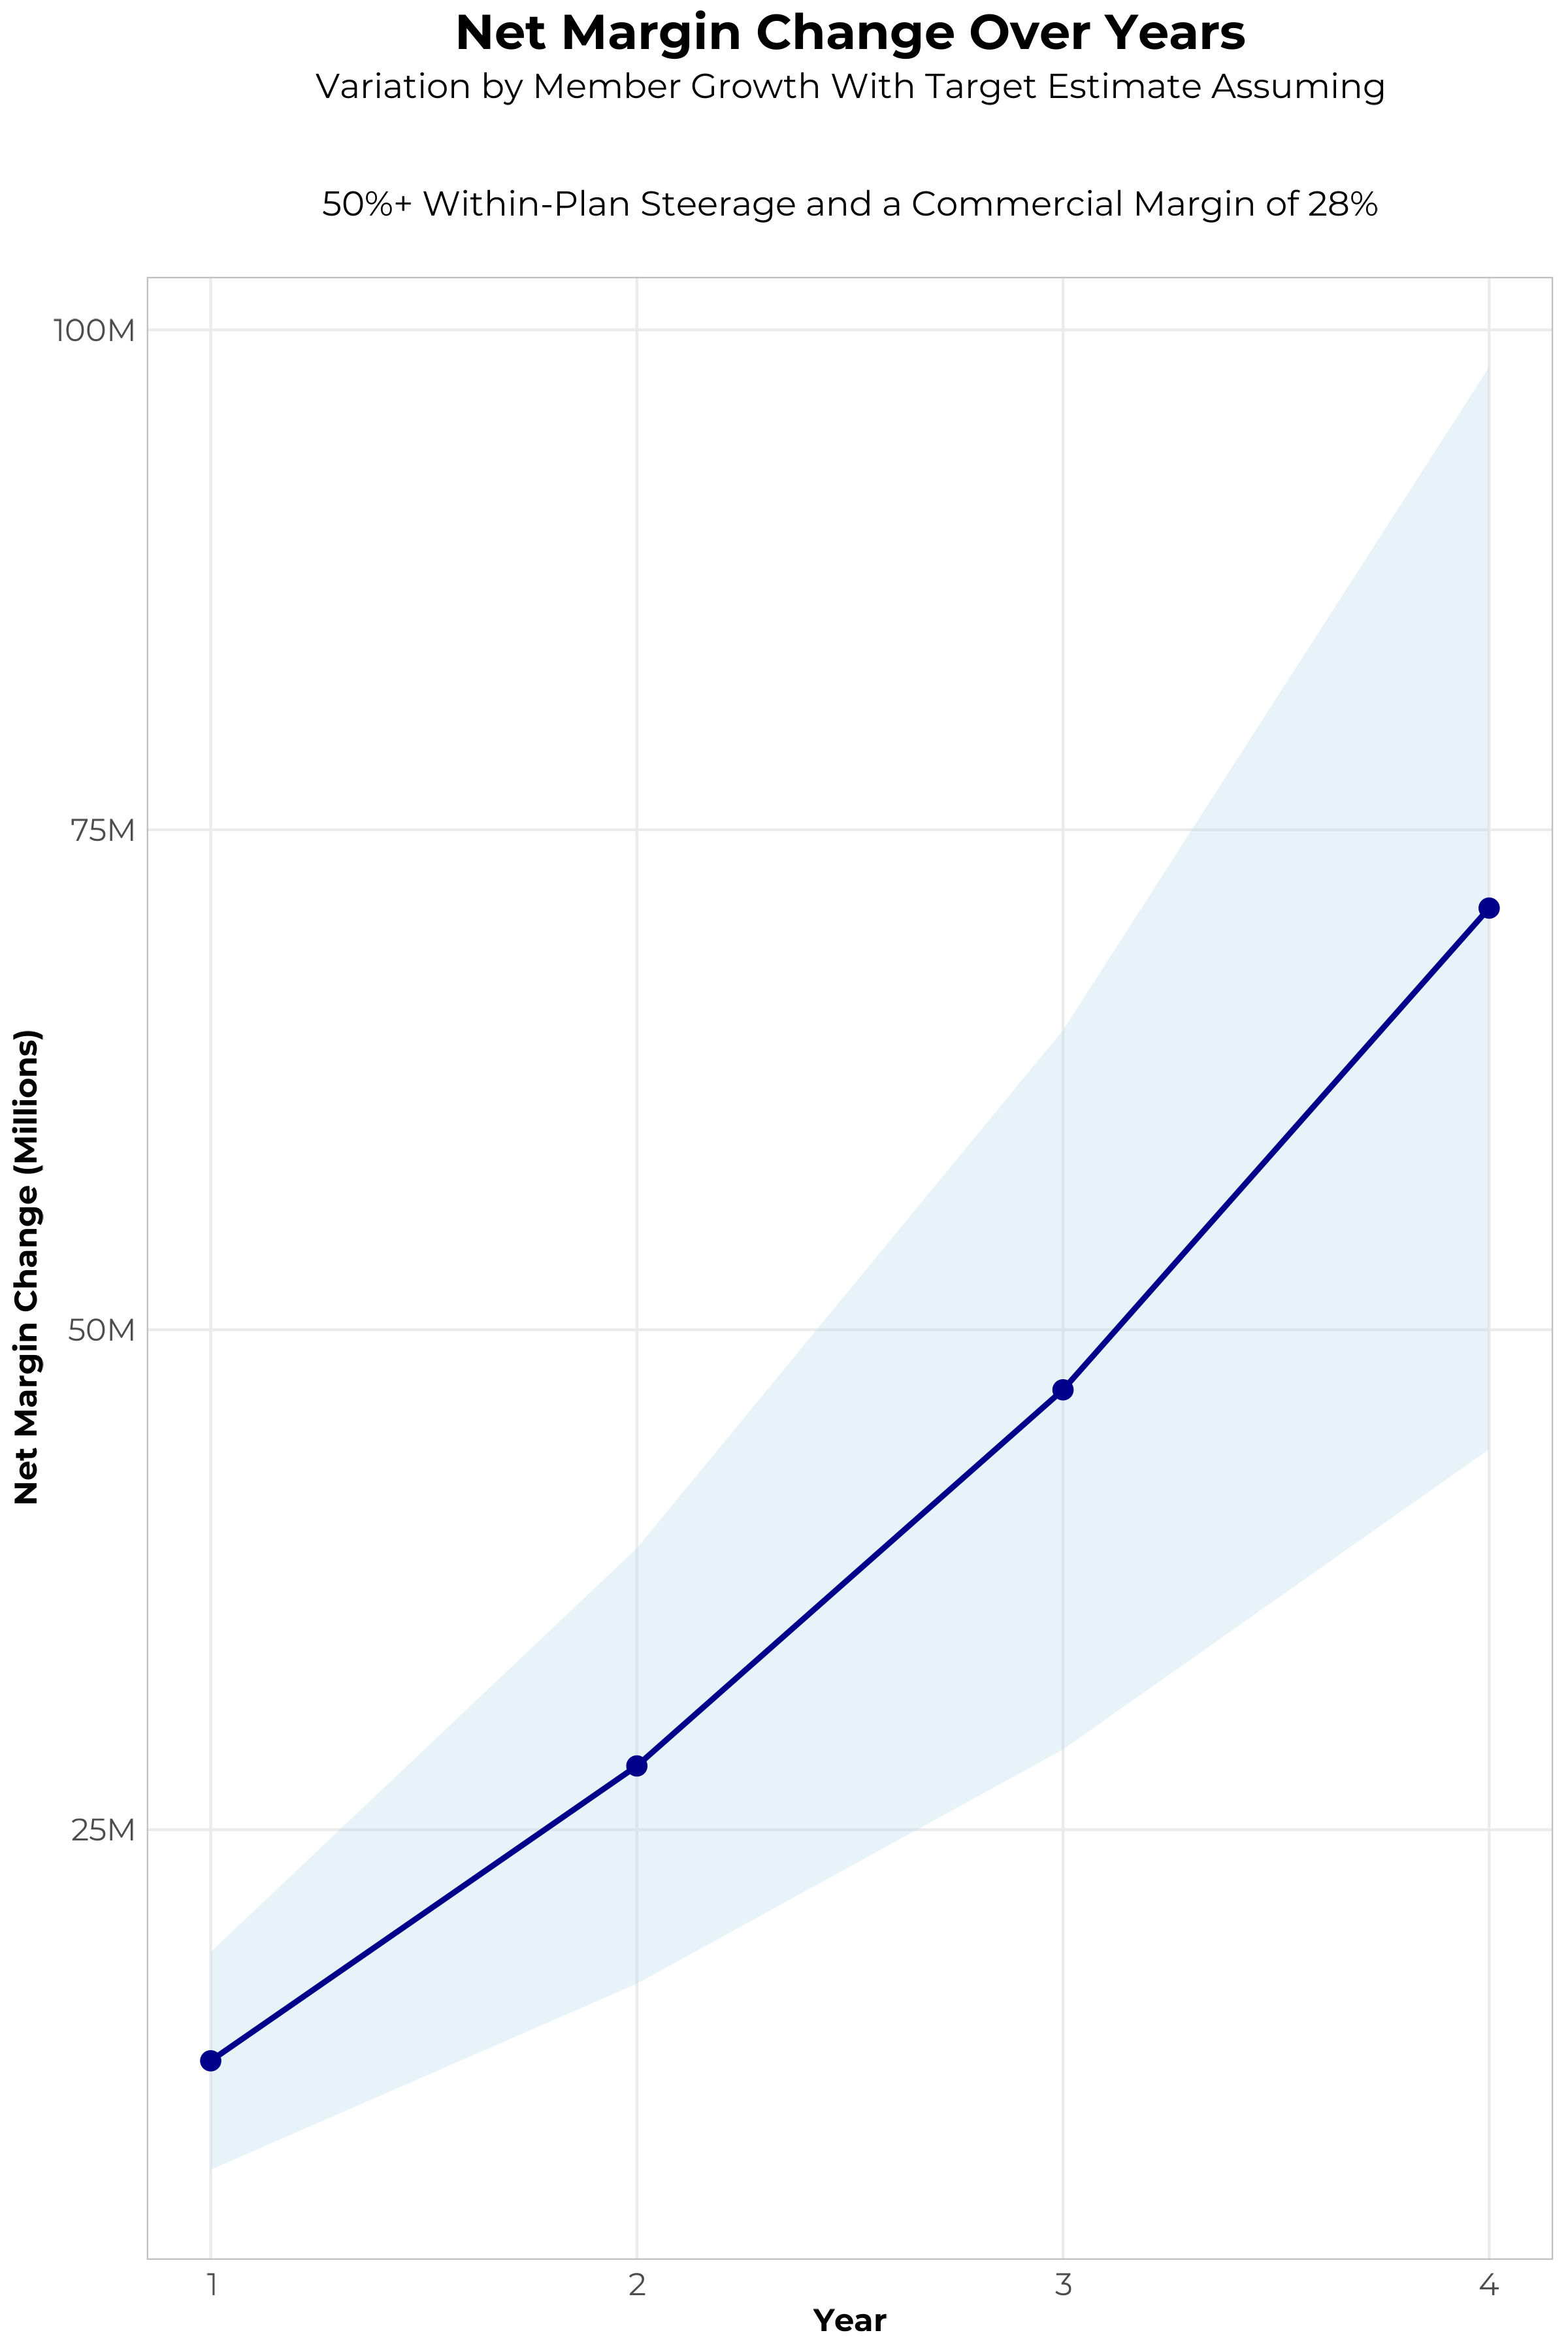 Net Margin Change Over Years
Variation by Member Growth With Target Estimate Assuming
50%+ Within-Plan Steerage and a Commercial Margin of 28%
100M
75M
50M
25M
Net Margin Change (Millions)
1
2
3
4
Year